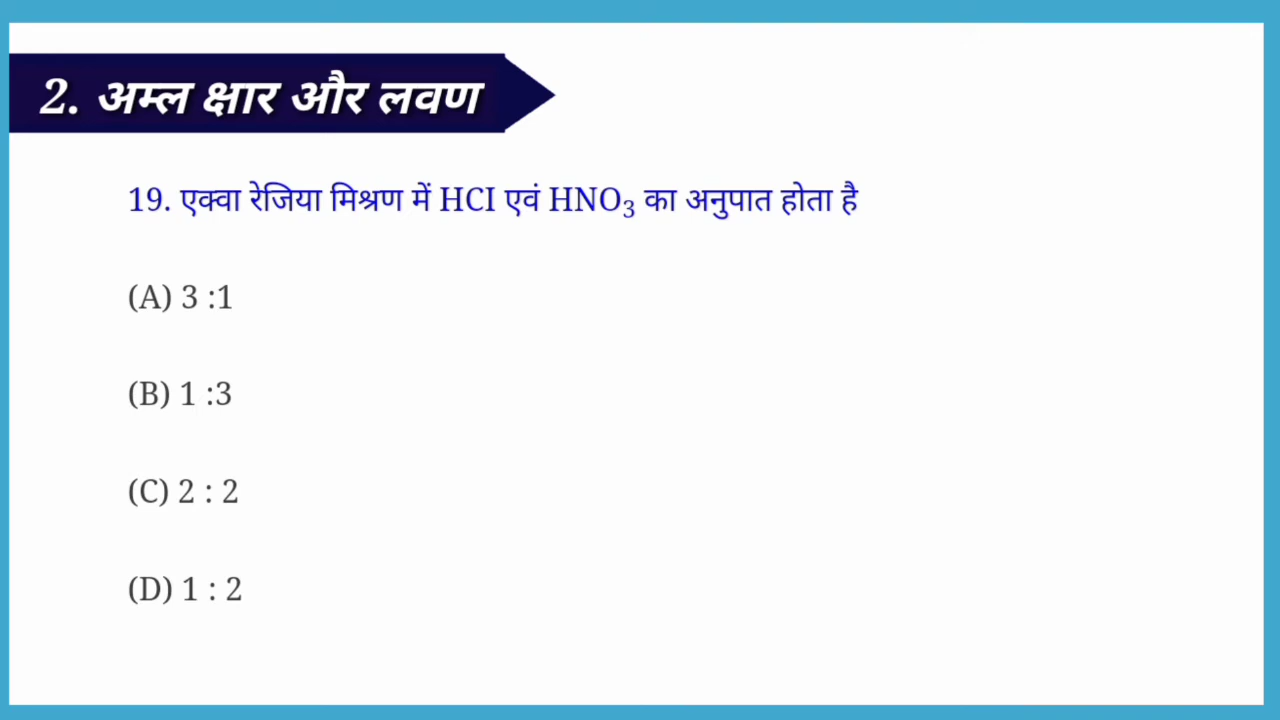 2. अम्ल क्षार और लवण
19. एक्वा रेजिया मिश्रण में HCI एवं HNO₃ का अनुपात होता है
(A) 3 :1
(B) 1 :3
(C) 2 : 2
(D) 1 : 2